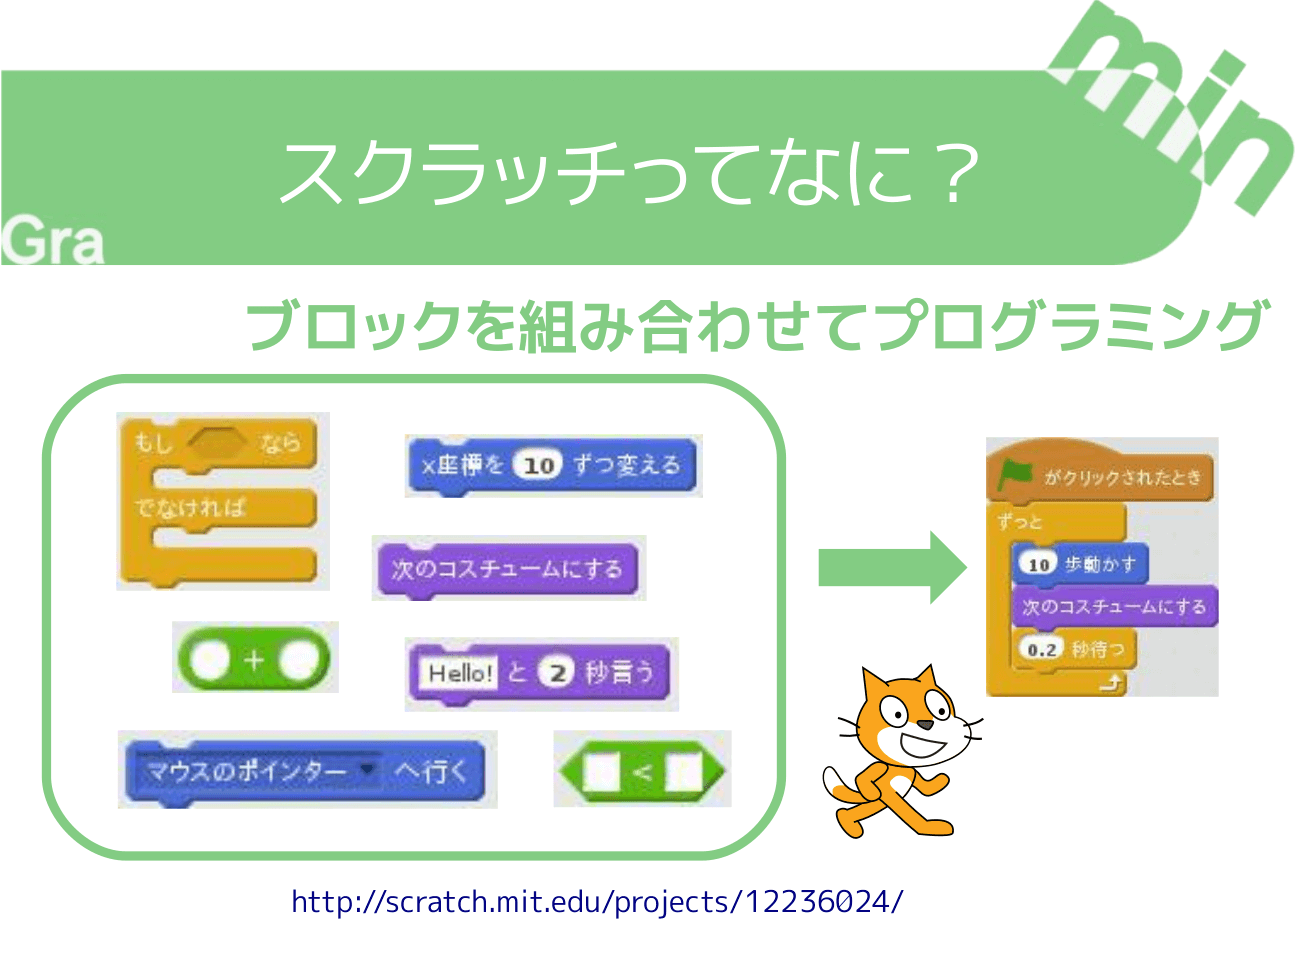 min
スクラッチってなに？
Gra
ブロックを組み合わせてプログラミング
もし なら
でなければ
x座標を 10 ずつ変える
次のコスチュームにする
+
Hello! と 2 秒言う
マウスのポインター へ行く
<
がクリックされたとき
ずっと
10 歩動かす
次のコスチュームにする
0.2 秒待つ
http://scratch.mit.edu/projects/12236024/